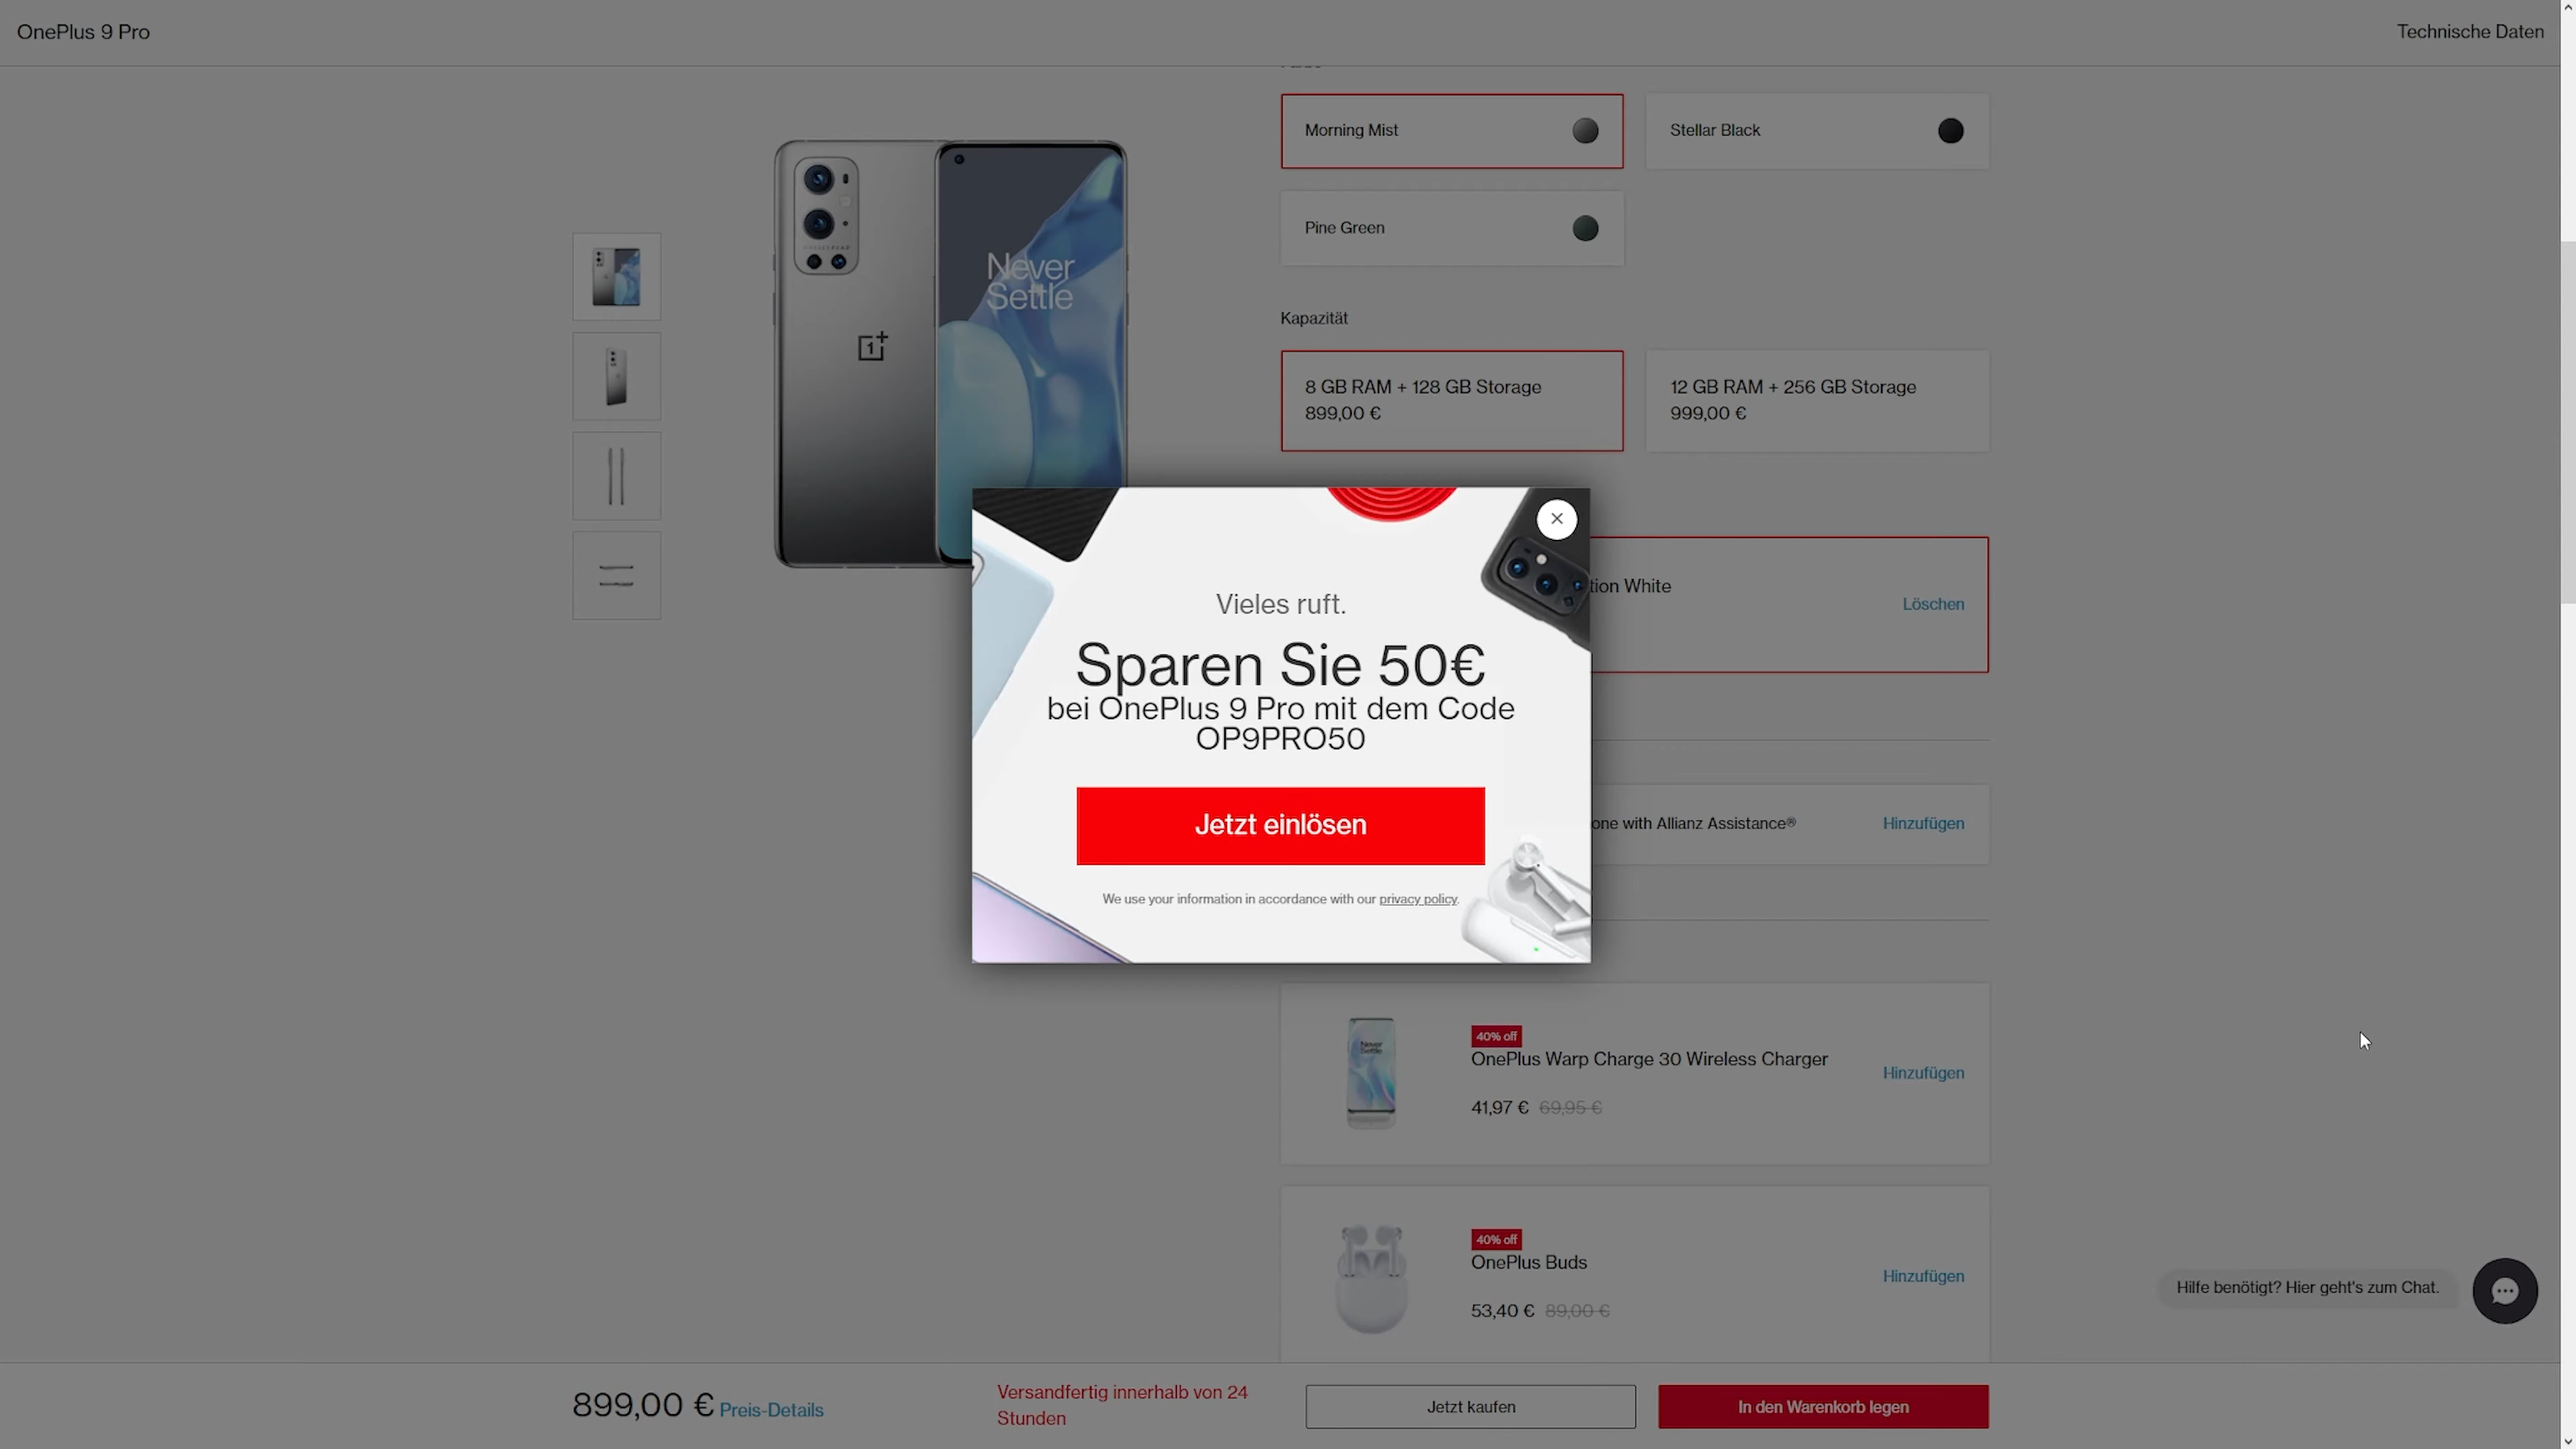 OnePlus 9 Pro
Technische Daten
Morning Mist
Stellar Black
Pine Green
Never
Settle
Kapazität
8 GB RAM + 128 GB Storage
899,00 €
12 GB RAM + 256 GB Storage
999,00 €
tion White
Löschen
Vieles ruft.
Sparen Sie 50€
bei OnePlus 9 Pro mit dem Code
OP9PRO50
Jetzt einlösen
We use your information in accordance with our privacy policy.
one with Allianz Assistance®
Hinzufügen
40% off
OnePlus Warp Charge 30 Wireless Charger
Hinzufügen
41,97 € 69,95 €
Never
Settle
40% off
OnePlus Buds
Hinzufügen
53,40 € 89,00 €
Hilfe benötigt? Hier geht's zum Chat.
899,00 € Preis-Details
Versandfertig innerhalb von 24
Stunden
Jetzt kaufen
In den Warenkorb legen